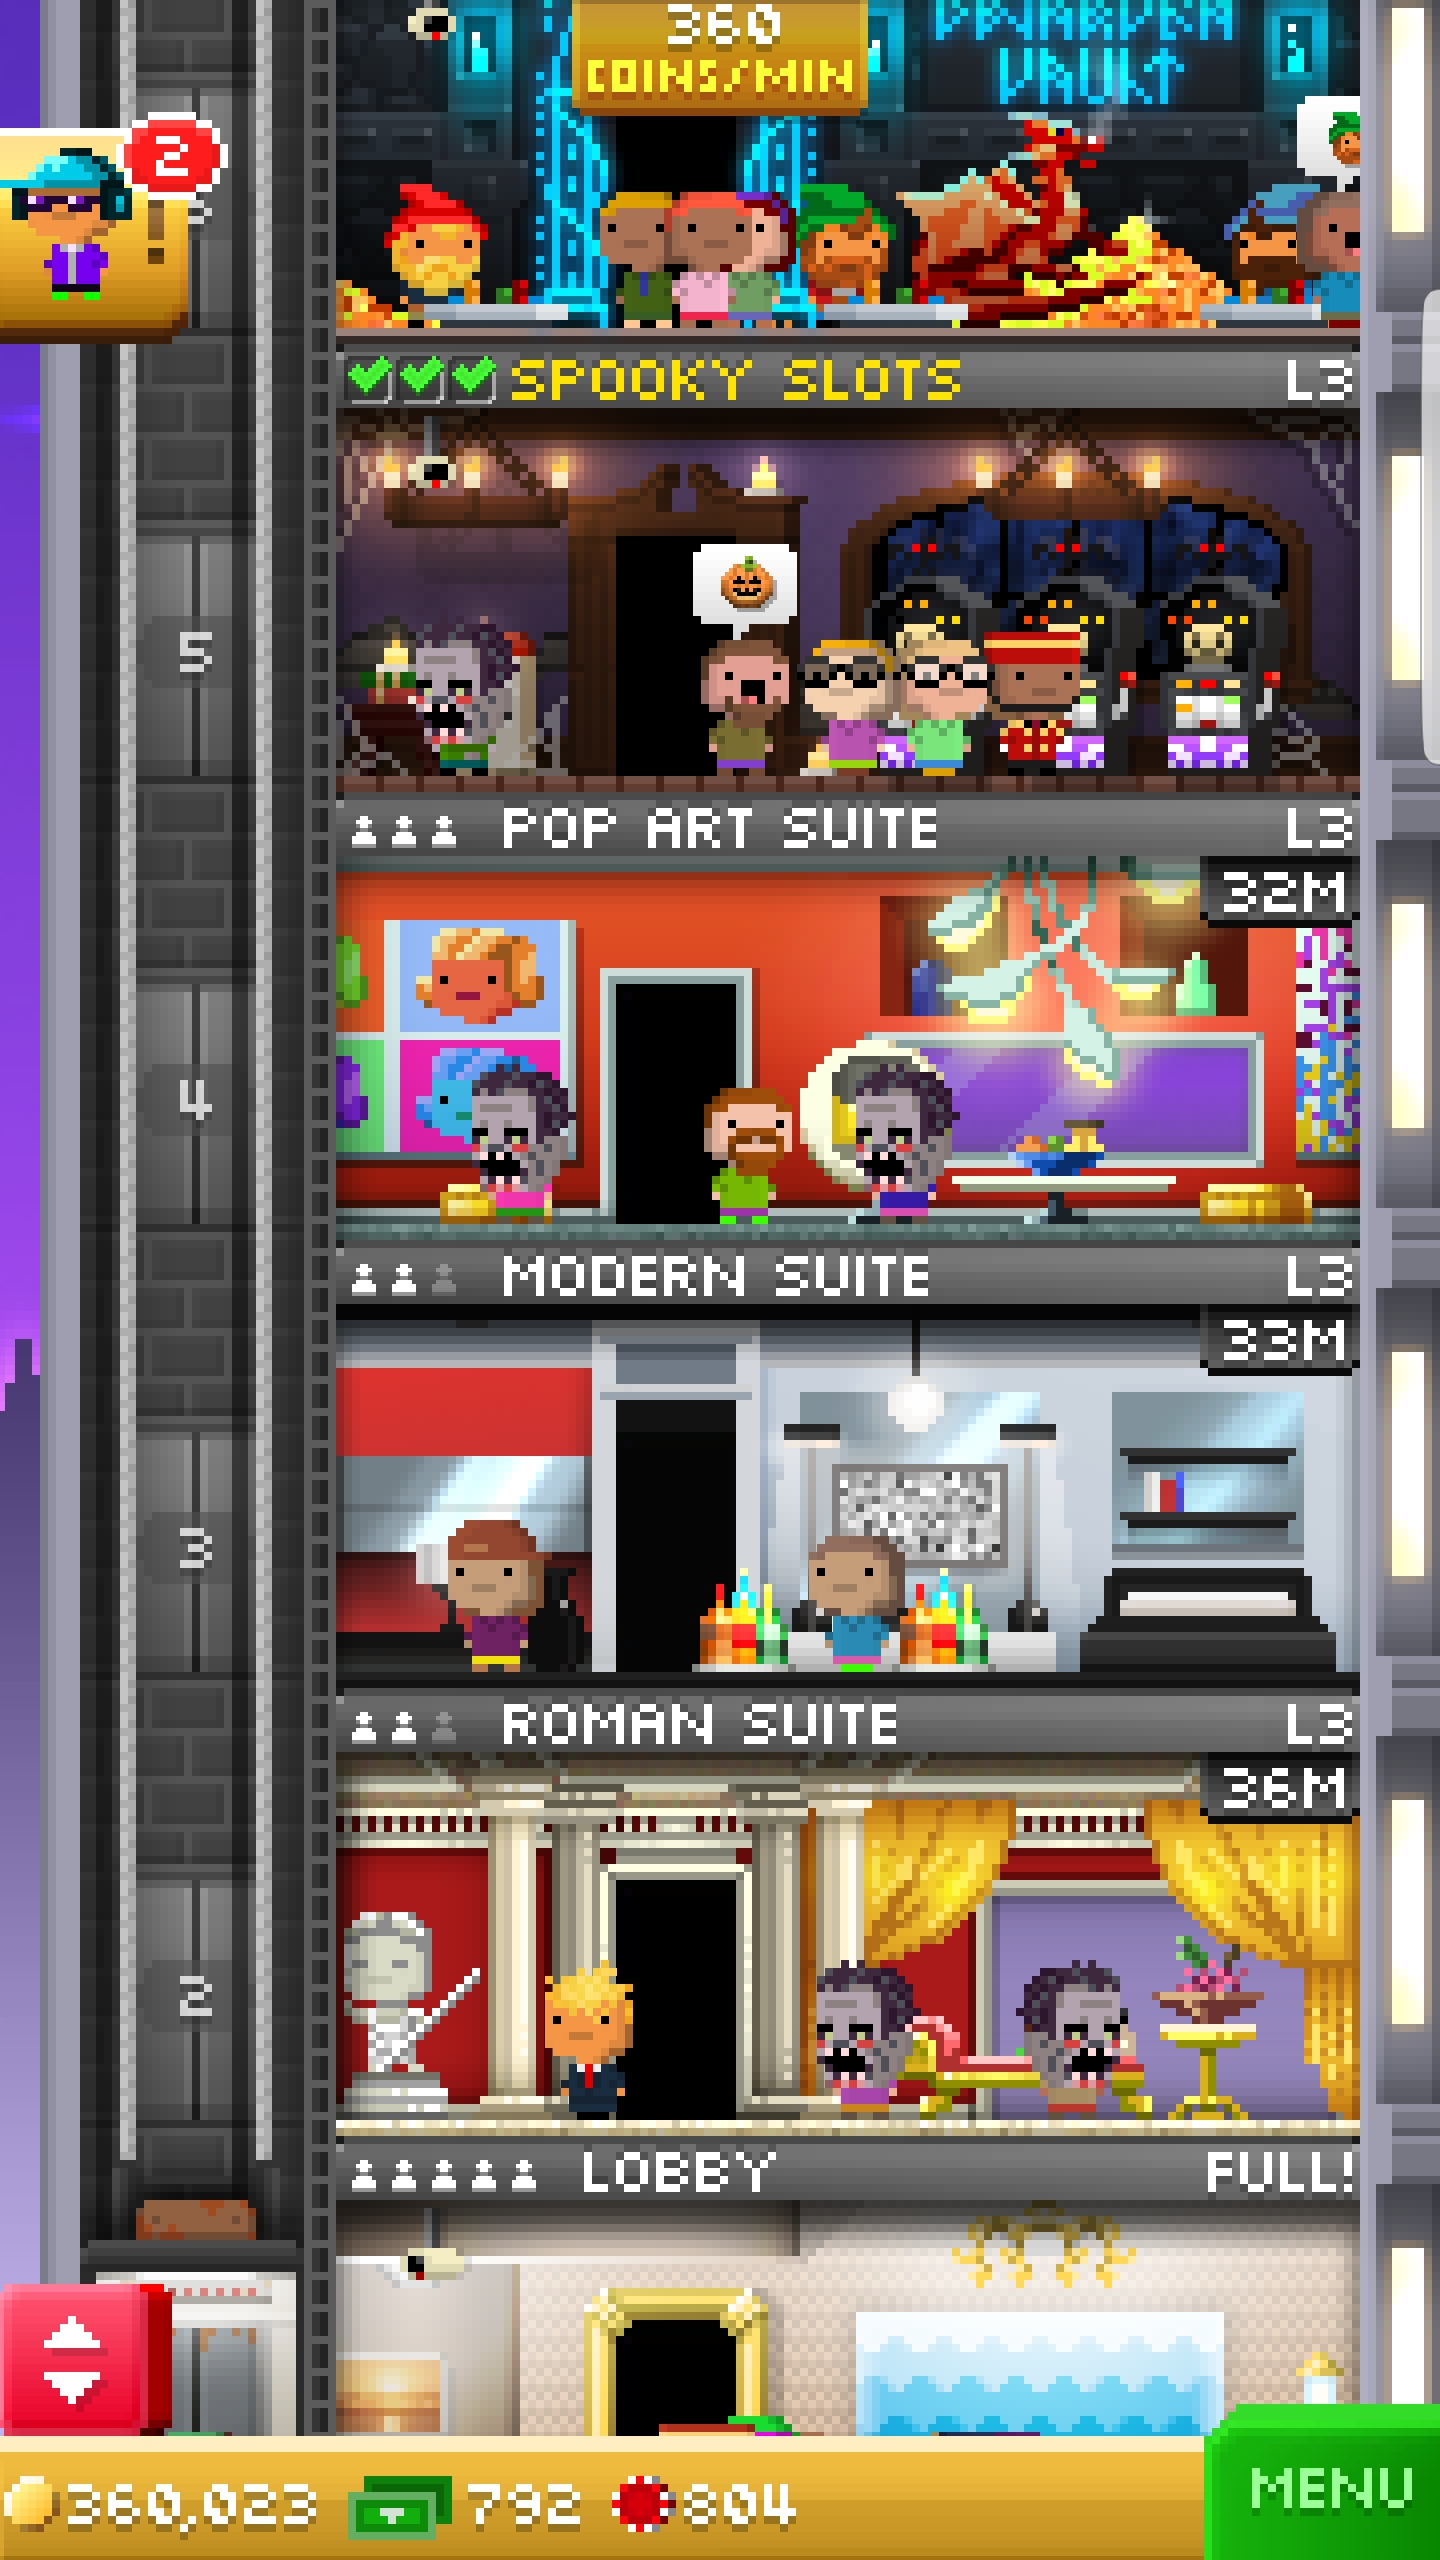 360
COINS/MIN
VAULT
2
SPOOKY SLOTS L3
5
POP ART SUITE L3
32M
4
MODERN SUITE L3
33M
3
ROMAN SUITE L3
36M
2
LOBBY FULL!
360,023 792 804
MENU